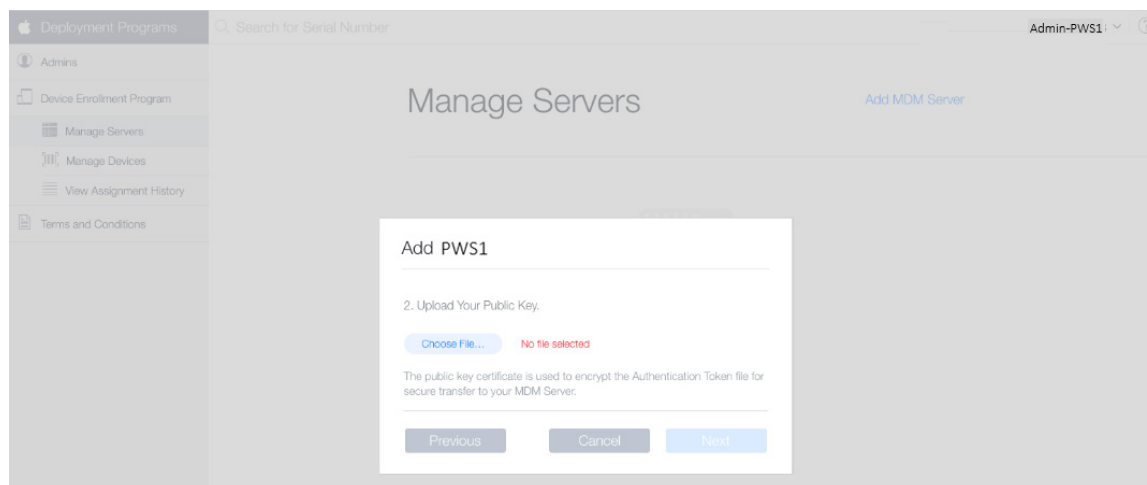 Deployment Programs
Search for Serial Number
Admin-PWS1
Admins
Device Enrollment Program
Manage Servers
Manage Devices
View Assignment History
Terms and Conditions
Manage Servers
Add MDM Server
Add PWS1
2. Upload Your Public Key.
Choose File...
No file selected
The public key certificate is used to encrypt the Authentication Token file for
secure transfer to your MDM Server.
Previous
Cancel
Next